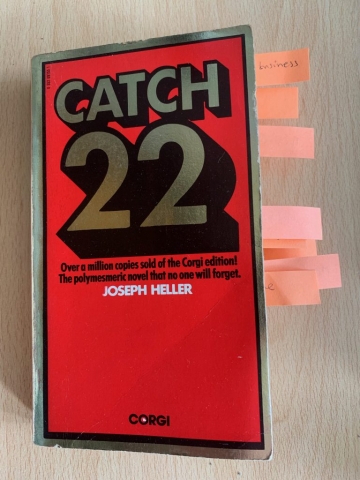 CATCH
22
Over a million copies sold of the Corgi edition!
The polymesmeric novel that no one will forget.
JOSEPH HELLER
CORGI
business